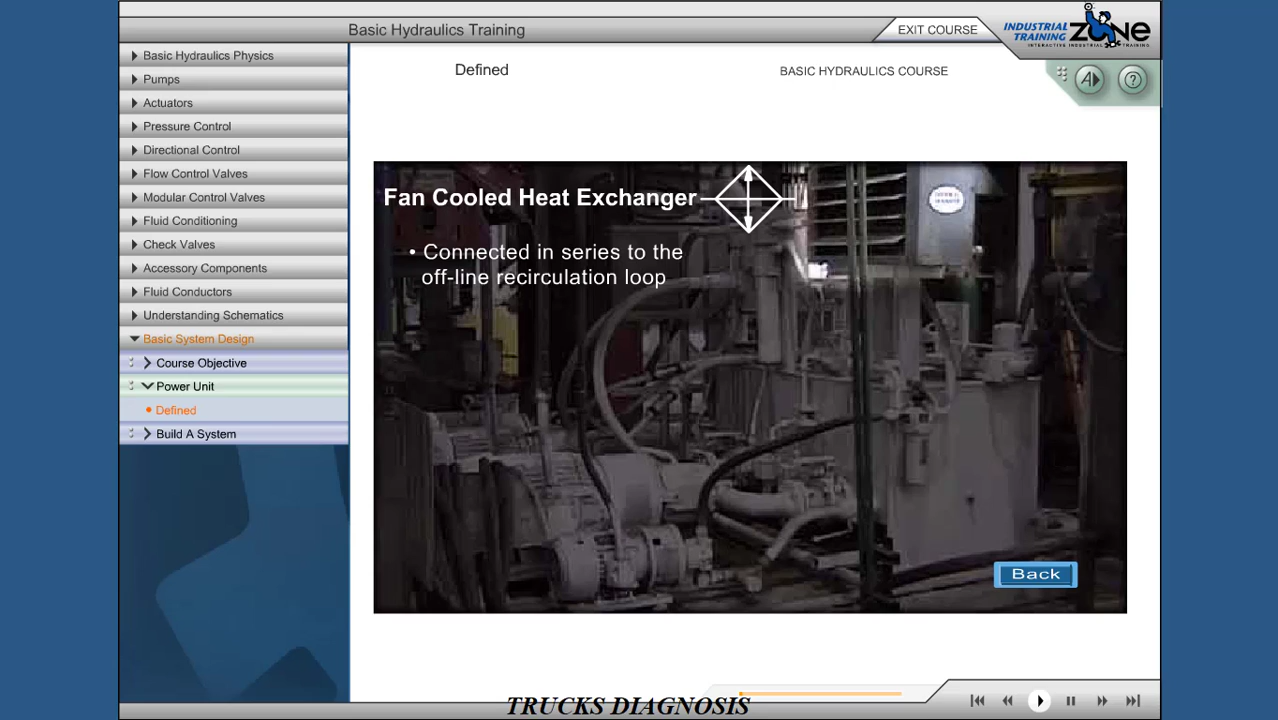 Basic Hydraulics Training
EXIT COURSE
INDUSTRIAL
TRAINING
ZONE
INTERACTIVE INDUSTRIAL TRAINING
Defined
BASIC HYDRAULICS COURSE
A
?
Basic Hydraulics Physics
Pumps
Actuators
Pressure Control
Directional Control
Flow Control Valves
Modular Control Valves
Fluid Conditioning
Check Valves
Accessory Components
Fluid Conductors
Understanding Schematics
Basic System Design
Course Objective
Power Unit
Defined
Build A System
Fan Cooled Heat Exchanger
• Connected in series to the
off-line recirculation loop
Back
TRUCKS DIAGNOSIS